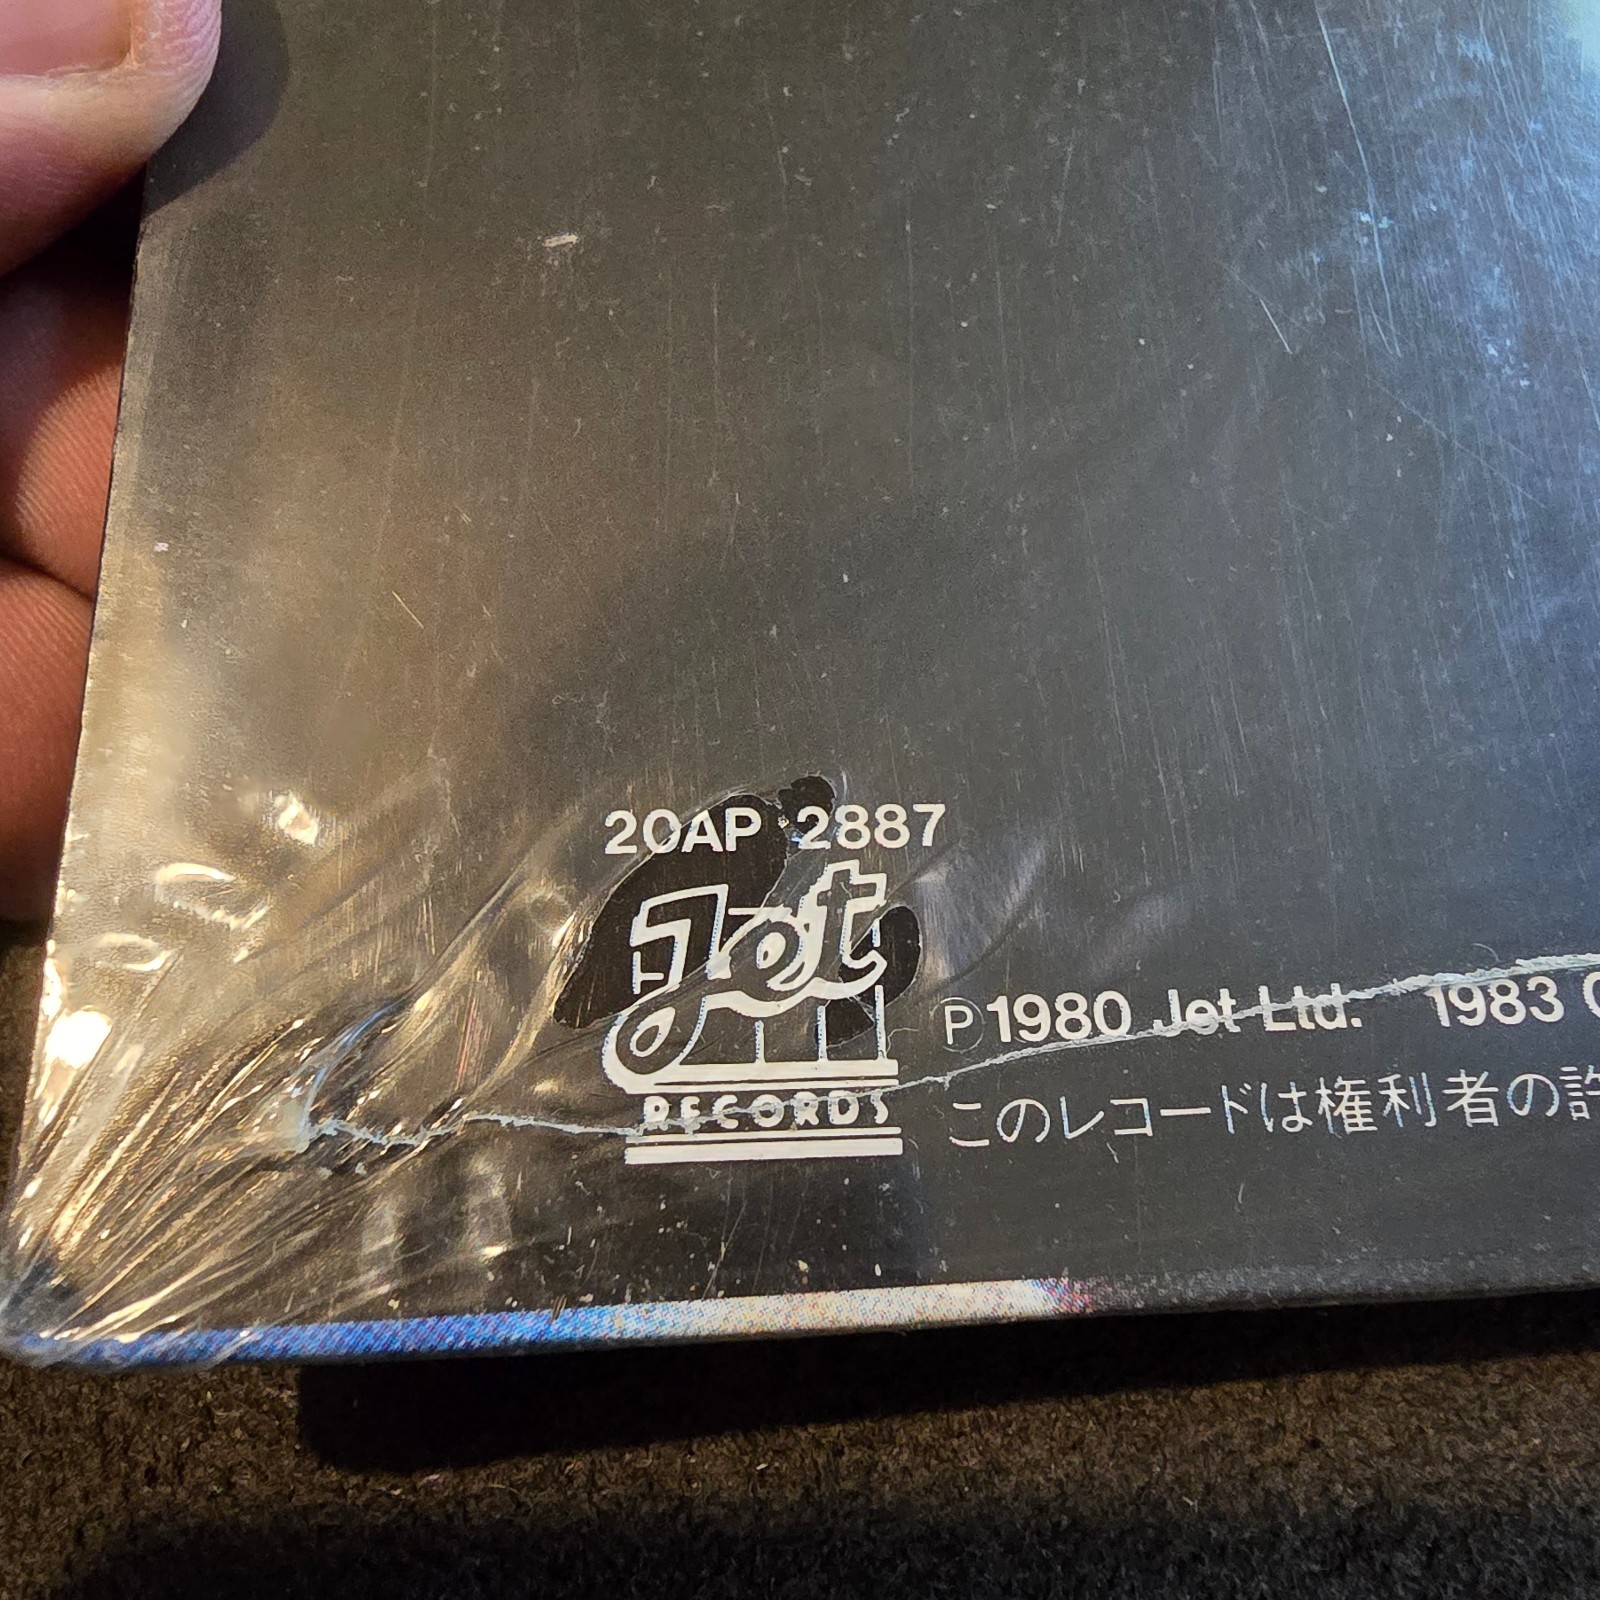 20AP 2887
Jet
RECORDS
Ⓟ1980 Jet Ltd. 1983
このレコードは権利者の許